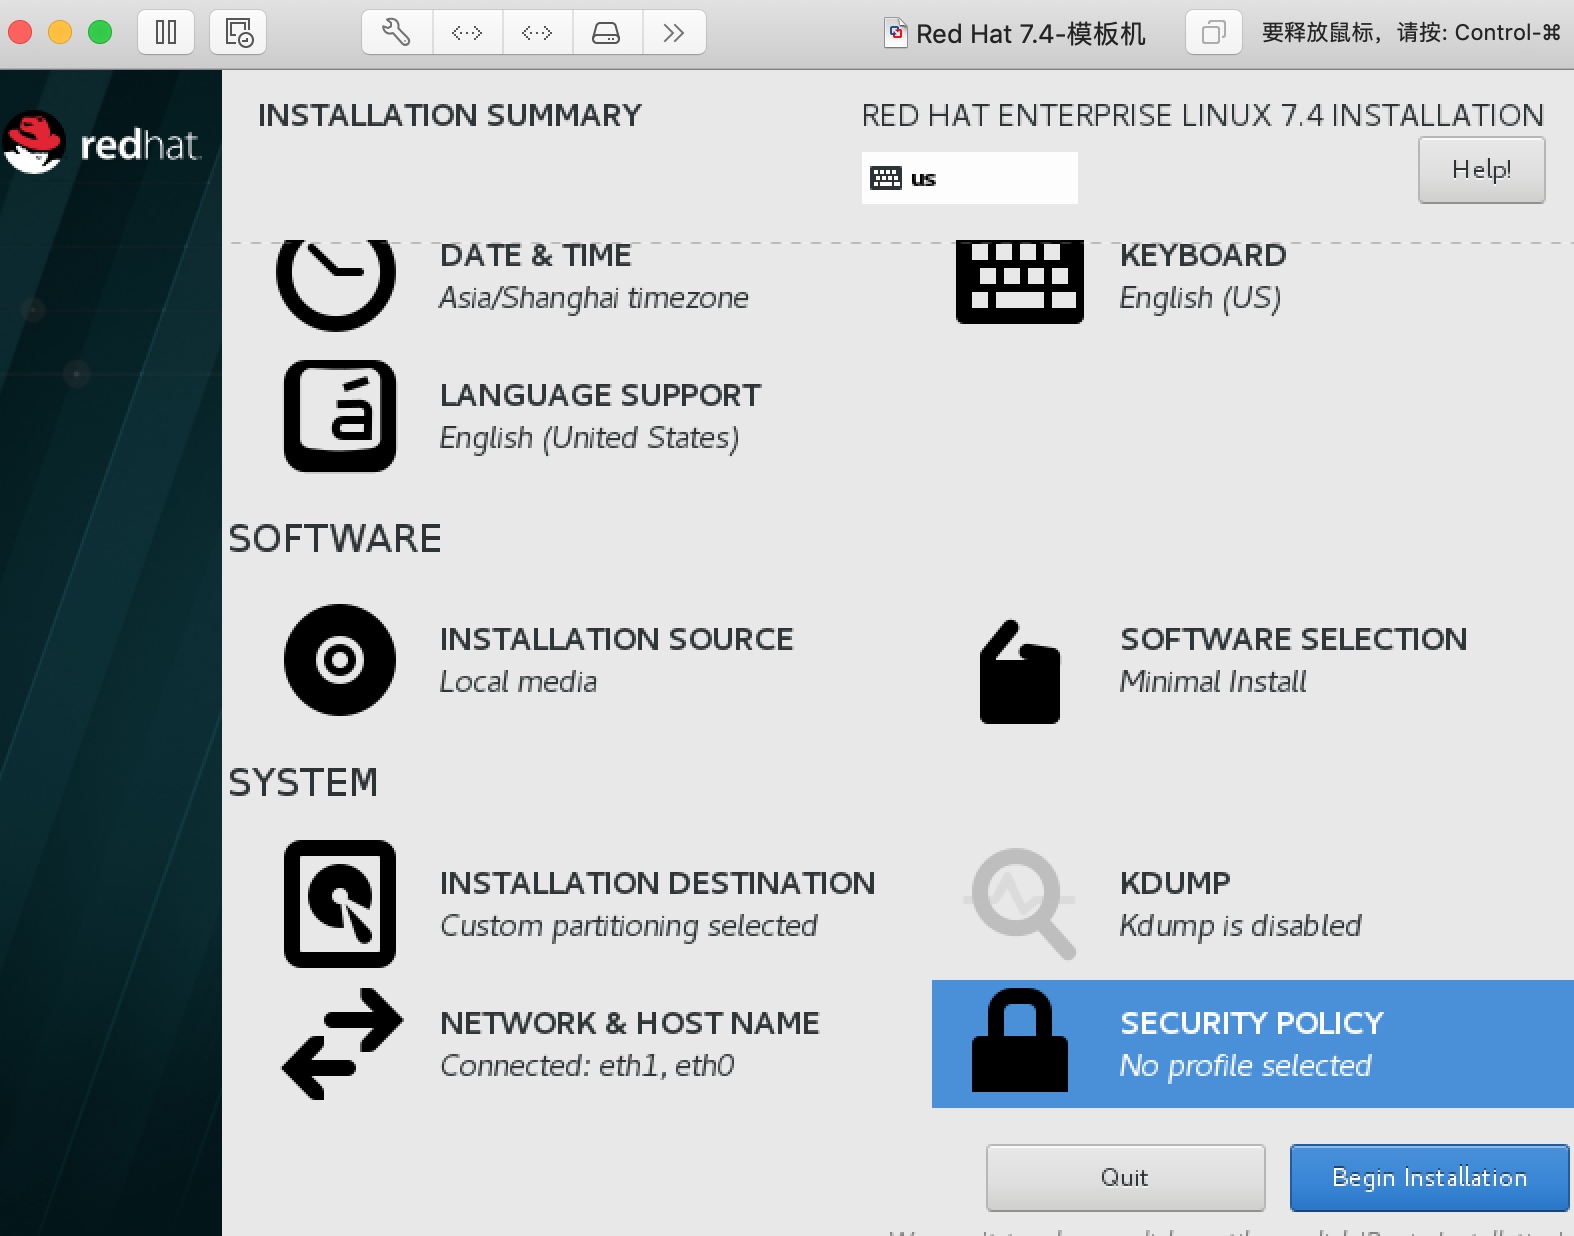 Red Hat 7.4-模板机
要释放鼠标，请按: Control-⌘
redhat.
INSTALLATION SUMMARY
RED HAT ENTERPRISE LINUX 7.4 INSTALLATION
us
Help!
DATE & TIME
Asia/Shanghai timezone
KEYBOARD
English (US)
LANGUAGE SUPPORT
English (United States)
SOFTWARE
INSTALLATION SOURCE
Local media
SOFTWARE SELECTION
Minimal Install
SYSTEM
INSTALLATION DESTINATION
Custom partitioning selected
KDUMP
Kdump is disabled
NETWORK & HOST NAME
Connected: eth1, eth0
SECURITY POLICY
No profile selected
Quit
Begin Installation